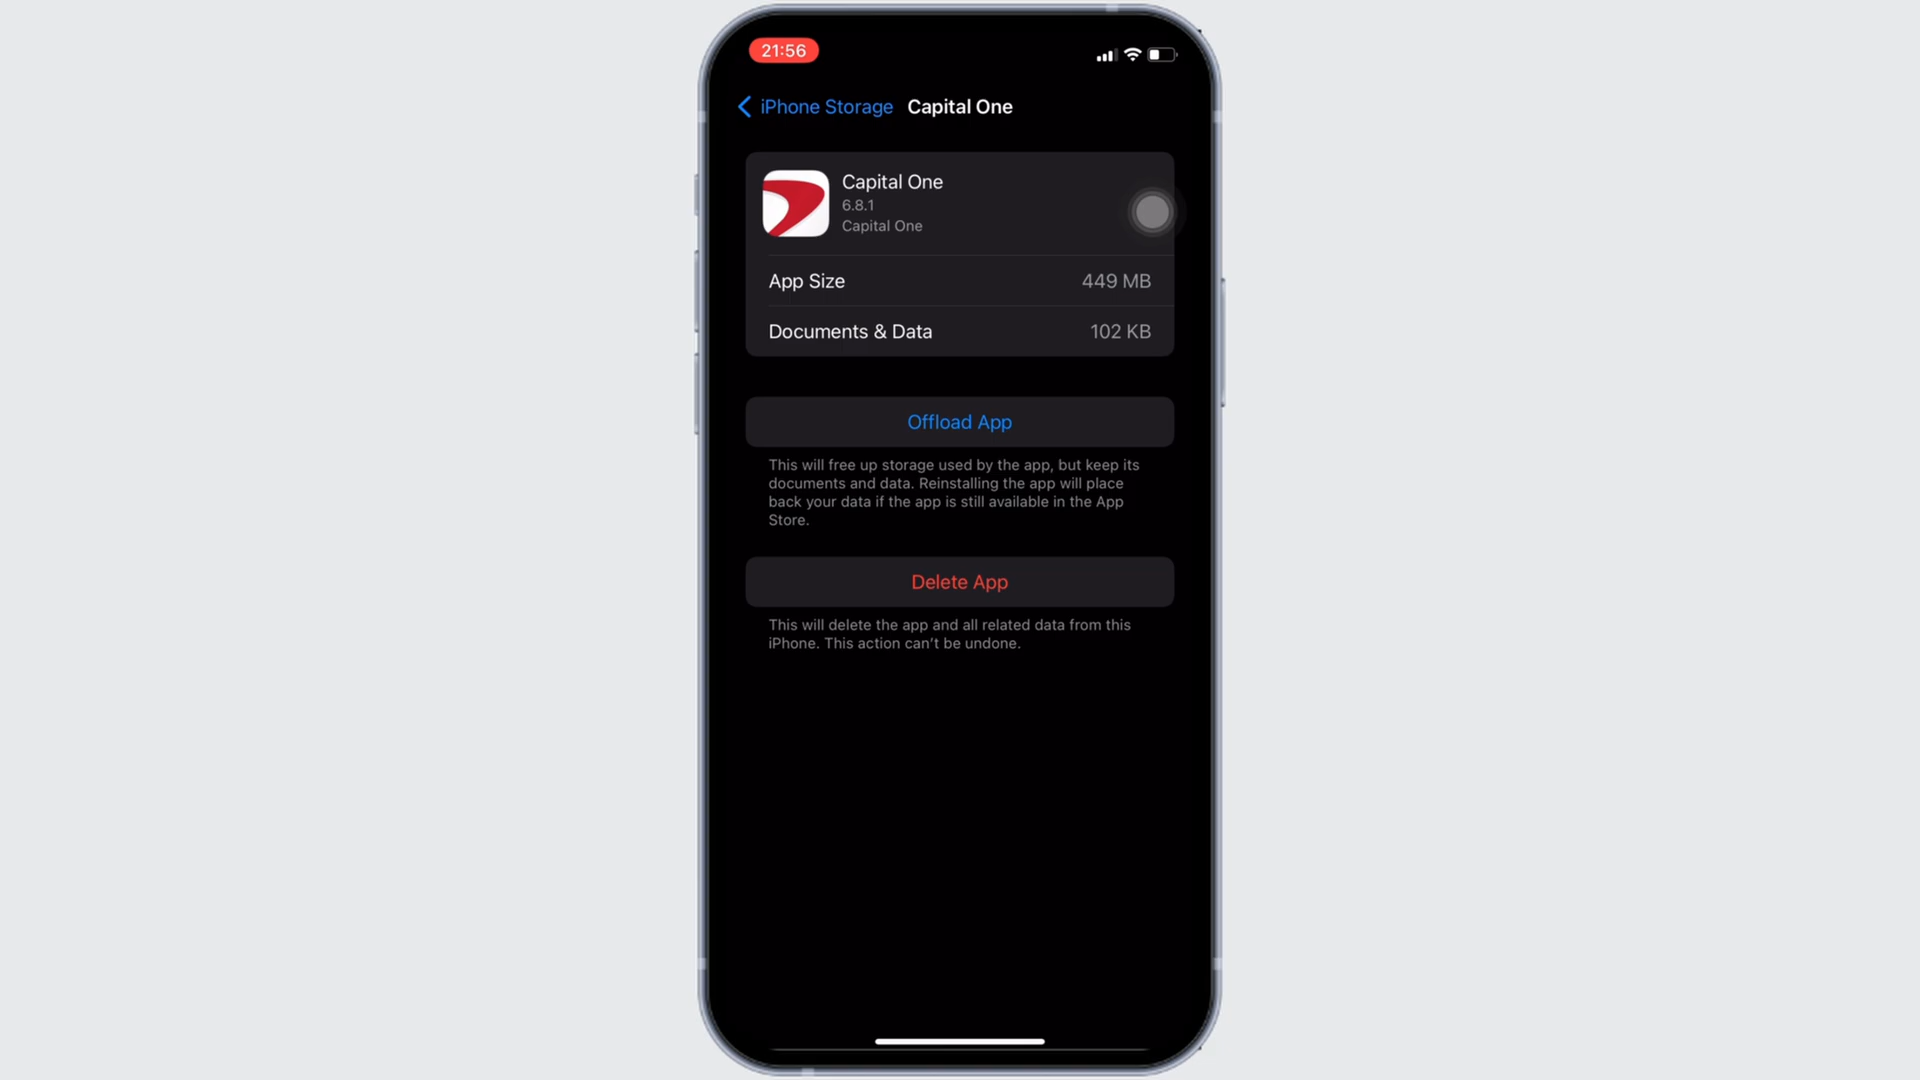 21:56
iPhone Storage Capital One
Capital One
6.8.1
Capital One
App Size 449 MB
Documents & Data 102 KB
Offload App
This will free up storage used by the app, but keep its
documents and data. Reinstalling the app will place
back your data if the app is still available in the App
Store.
Delete App
This will delete the app and all related data from this
iPhone. This action can't be undone.